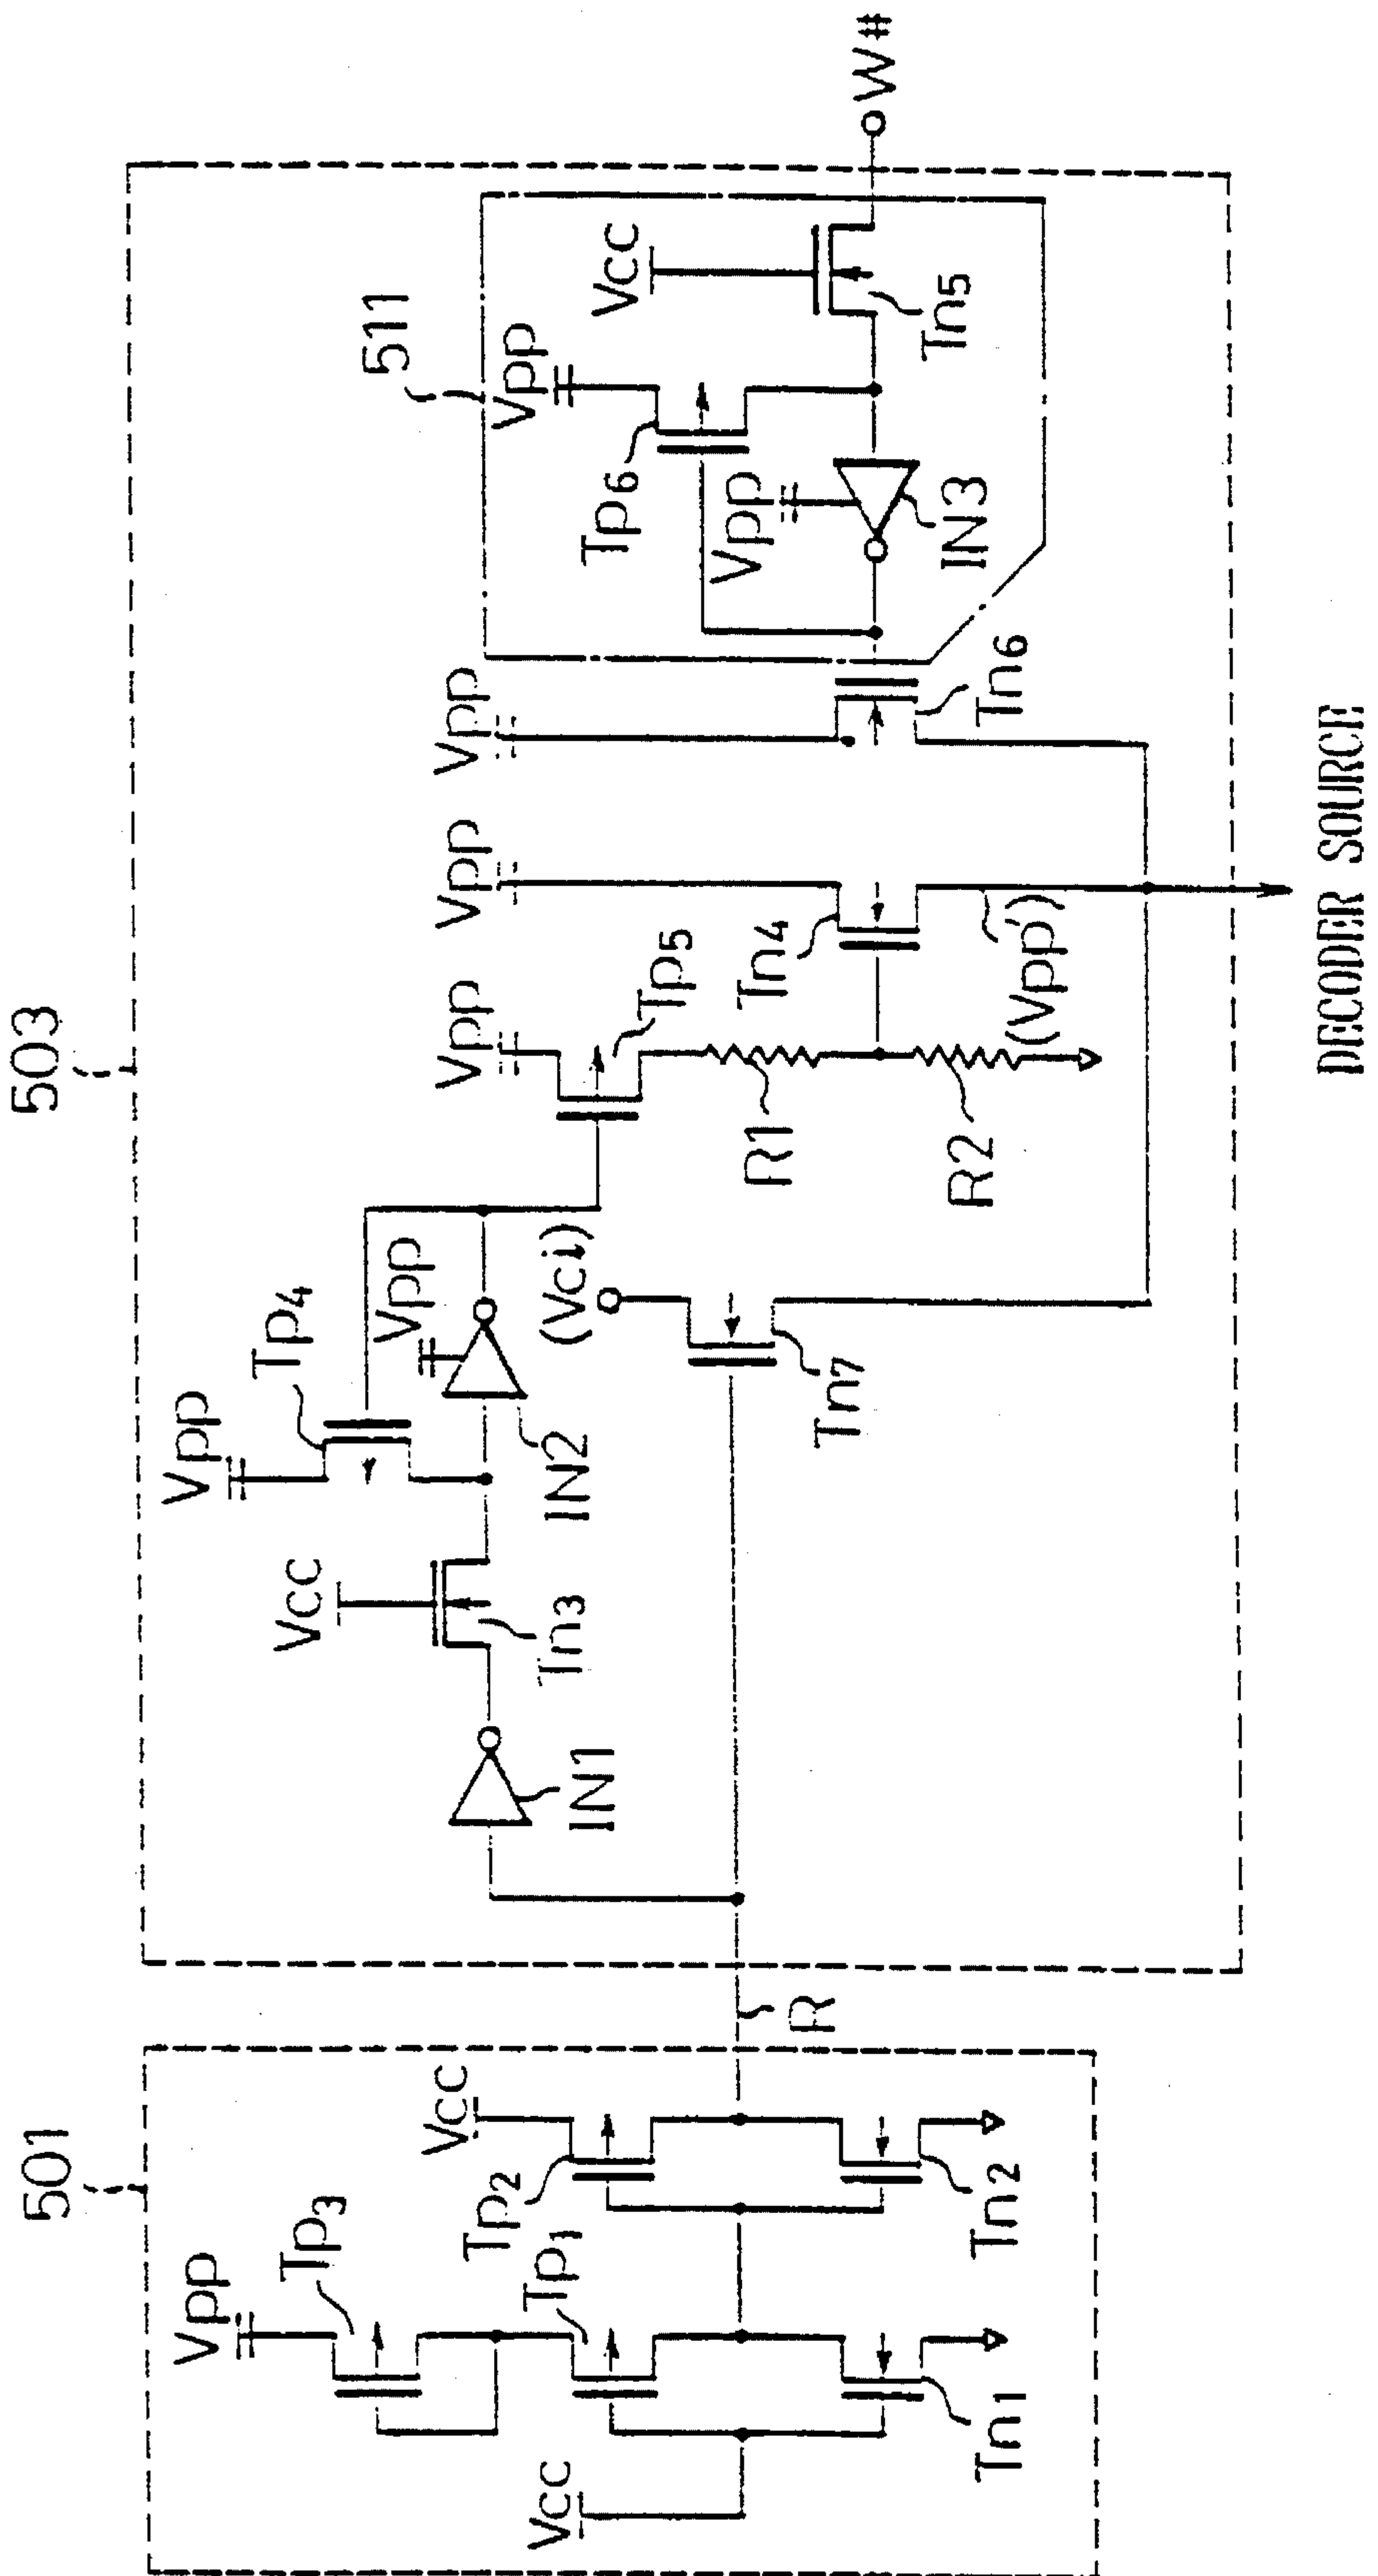 501
Vcc
Vpp
Tp3
Tp1
Tn1
Vcc
Tp2
Tn2
R
503
IN1
Vcc
Tn3
Vpp
Tp4
IN2
Vpp
(Vci)
Tn7
Vpp
Tp5
R1
R2
Vpp
Tn4
(Vpp')
Vpp
Tn6
511
Vpp
Tp6
Vpp
IN3
Vcc
Tn5
W#
DECODER SOURCE